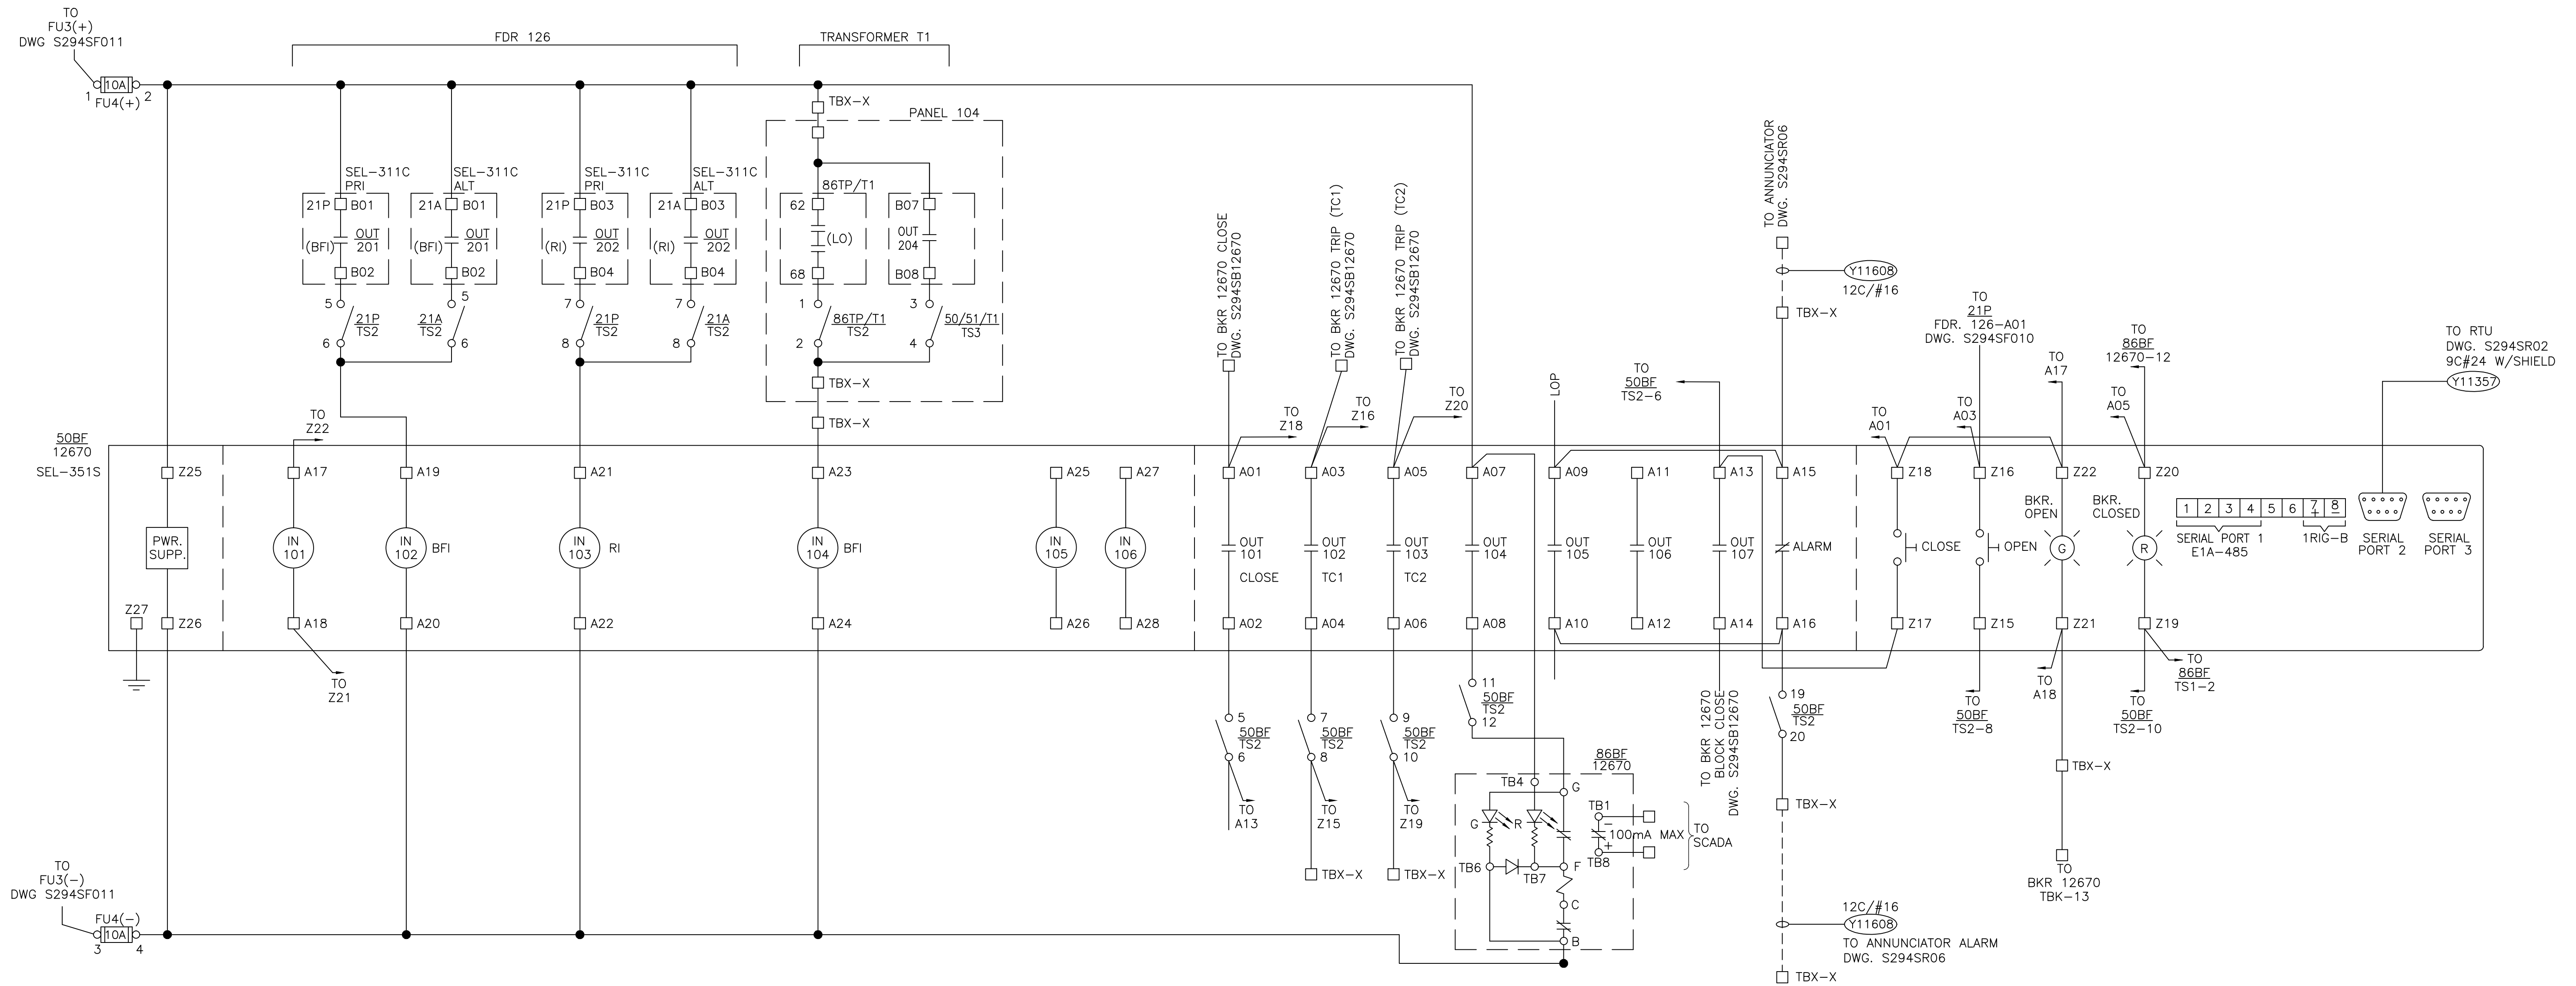 TO
FU3(+)
DWG S294SF011
10A
1
2
FU4(+)
FDR 126
TRANSFORMER T1
TBX-X
PANEL 104
SEL-311C
PRI
21P
B01
(BFI)
OUT
201
B02
5
21P
TS2
6
SEL-311C
ALT
21A
B01
(BFI)
OUT
201
B02
5
21A
TS2
6
SEL-311C
PRI
21P
B03
(RI)
OUT
202
B04
7
21P
TS2
8
SEL-311C
ALT
21A
B03
(RI)
OUT
202
B04
7
21A
TS2
8
86TP/T1
62
(LO)
68
1
86TP/T1
TS2
2
B07
OUT
204
B08
3
50/51/T1
TS3
4
TBX-X
TBX-X
TO BKR 12670 CLOSE
DWG. S294SB12670
TO BKR 12670 TRIP (TC1)
DWG. S294SB12670
TO BKR 12670 TRIP (TC2)
DWG. S294SB12670
TO
Z18
TO
Z16
TO
Z20
LOP
TO
50BF
TS2-6
TO ANNUNCIATOR
DWG. S294SR06
Y11608
12C/#16
TBX-X
TO
A01
TO
21P
FDR. 126-A01
DWG. S294SF010
TO
A03
TO
A17
TO
86BF
12670-12
TO
A05
TO RTU
DWG. S294SR02
9C#24 W/SHIELD
Y11357
50BF
12670
SEL-351S
TO
Z22
Z25
A17
A19
A21
A23
A25
A27
A01
A03
A05
A07
A09
A11
A13
A15
Z18
Z16
Z22
Z20
PWR.
SUPP.
IN
101
IN
102
BFI
IN
103
RI
IN
104
BFI
IN
105
IN
106
OUT
101
CLOSE
OUT
102
TC1
OUT
103
TC2
OUT
104
OUT
105
OUT
106
OUT
107
ALARM
CLOSE
OPEN
BKR.
OPEN
G
BKR.
CLOSED
R
1 2 3 4 5 6 7 8
+ −
SERIAL PORT 1
E1A-485
1RIG-B
SERIAL
PORT 2
SERIAL
PORT 3
Z27
Z26
A18
A20
A22
A24
A26
A28
A02
A04
A06
A08
A10
A12
A14
A16
Z17
Z15
Z21
Z19
TO
Z21
5
50BF
TS2
6
TO
A13
7
50BF
TS2
8
TO
Z15
TBX-X
9
50BF
TS2
10
TO
Z19
TBX-X
11
50BF
TS2
12
TO BKR 12670
BLOCK CLOSE
DWG. S294SB12670
19
50BF
TS2
20
TBX-X
12C/#16
Y11608
TO ANNUNCIATOR ALARM
DWG. S294SR06
TBX-X
TO
50BF
TS2-8
TO
A18
TBX-X
TO
BKR 12670
TBK-13
TO
50BF
TS2-10
TO
86BF
TS1-2
86BF
12670
TB4
G
G
R
TB1
−
100mA MAX
+
TB8
TO
SCADA
TB6
TB7
F
C
B
TO
FU3(-)
DWG S294SF011
FU4(-)
10A
3
4